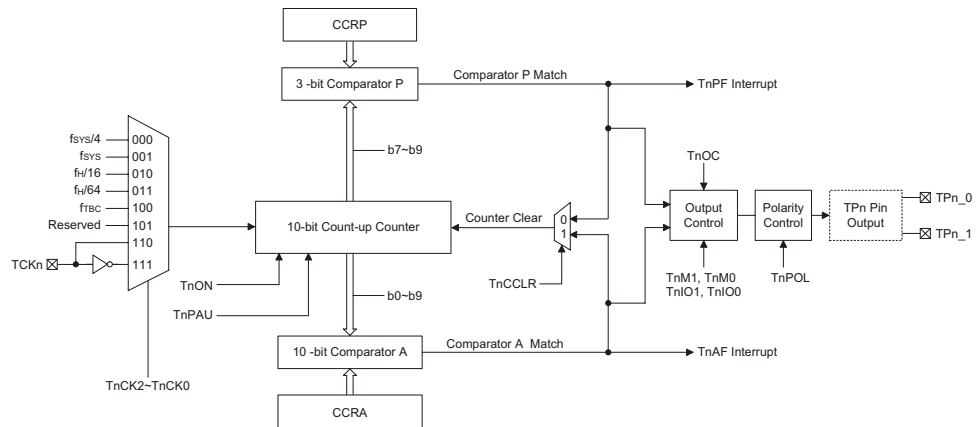 CCRP
3 -bit Comparator P
Comparator P Match
TnPF Interrupt
b7~b9
fSYS/4
000
fSYS
001
fH/16
010
fH/64
011
fTBC
100
Reserved
101
110
TCKn
111
10-bit Count-up Counter
Counter Clear
0
1
TnOC
Output
Control
Polarity
Control
TPn Pin
Output
TPn_0
TPn_1
TnON
TnPAU
TnCCLR
TnM1, TnM0
TnIO1, TnIO0
TnPOL
b0~b9
10 -bit Comparator A
Comparator A Match
TnAF Interrupt
TnCK2~TnCK0
CCRA